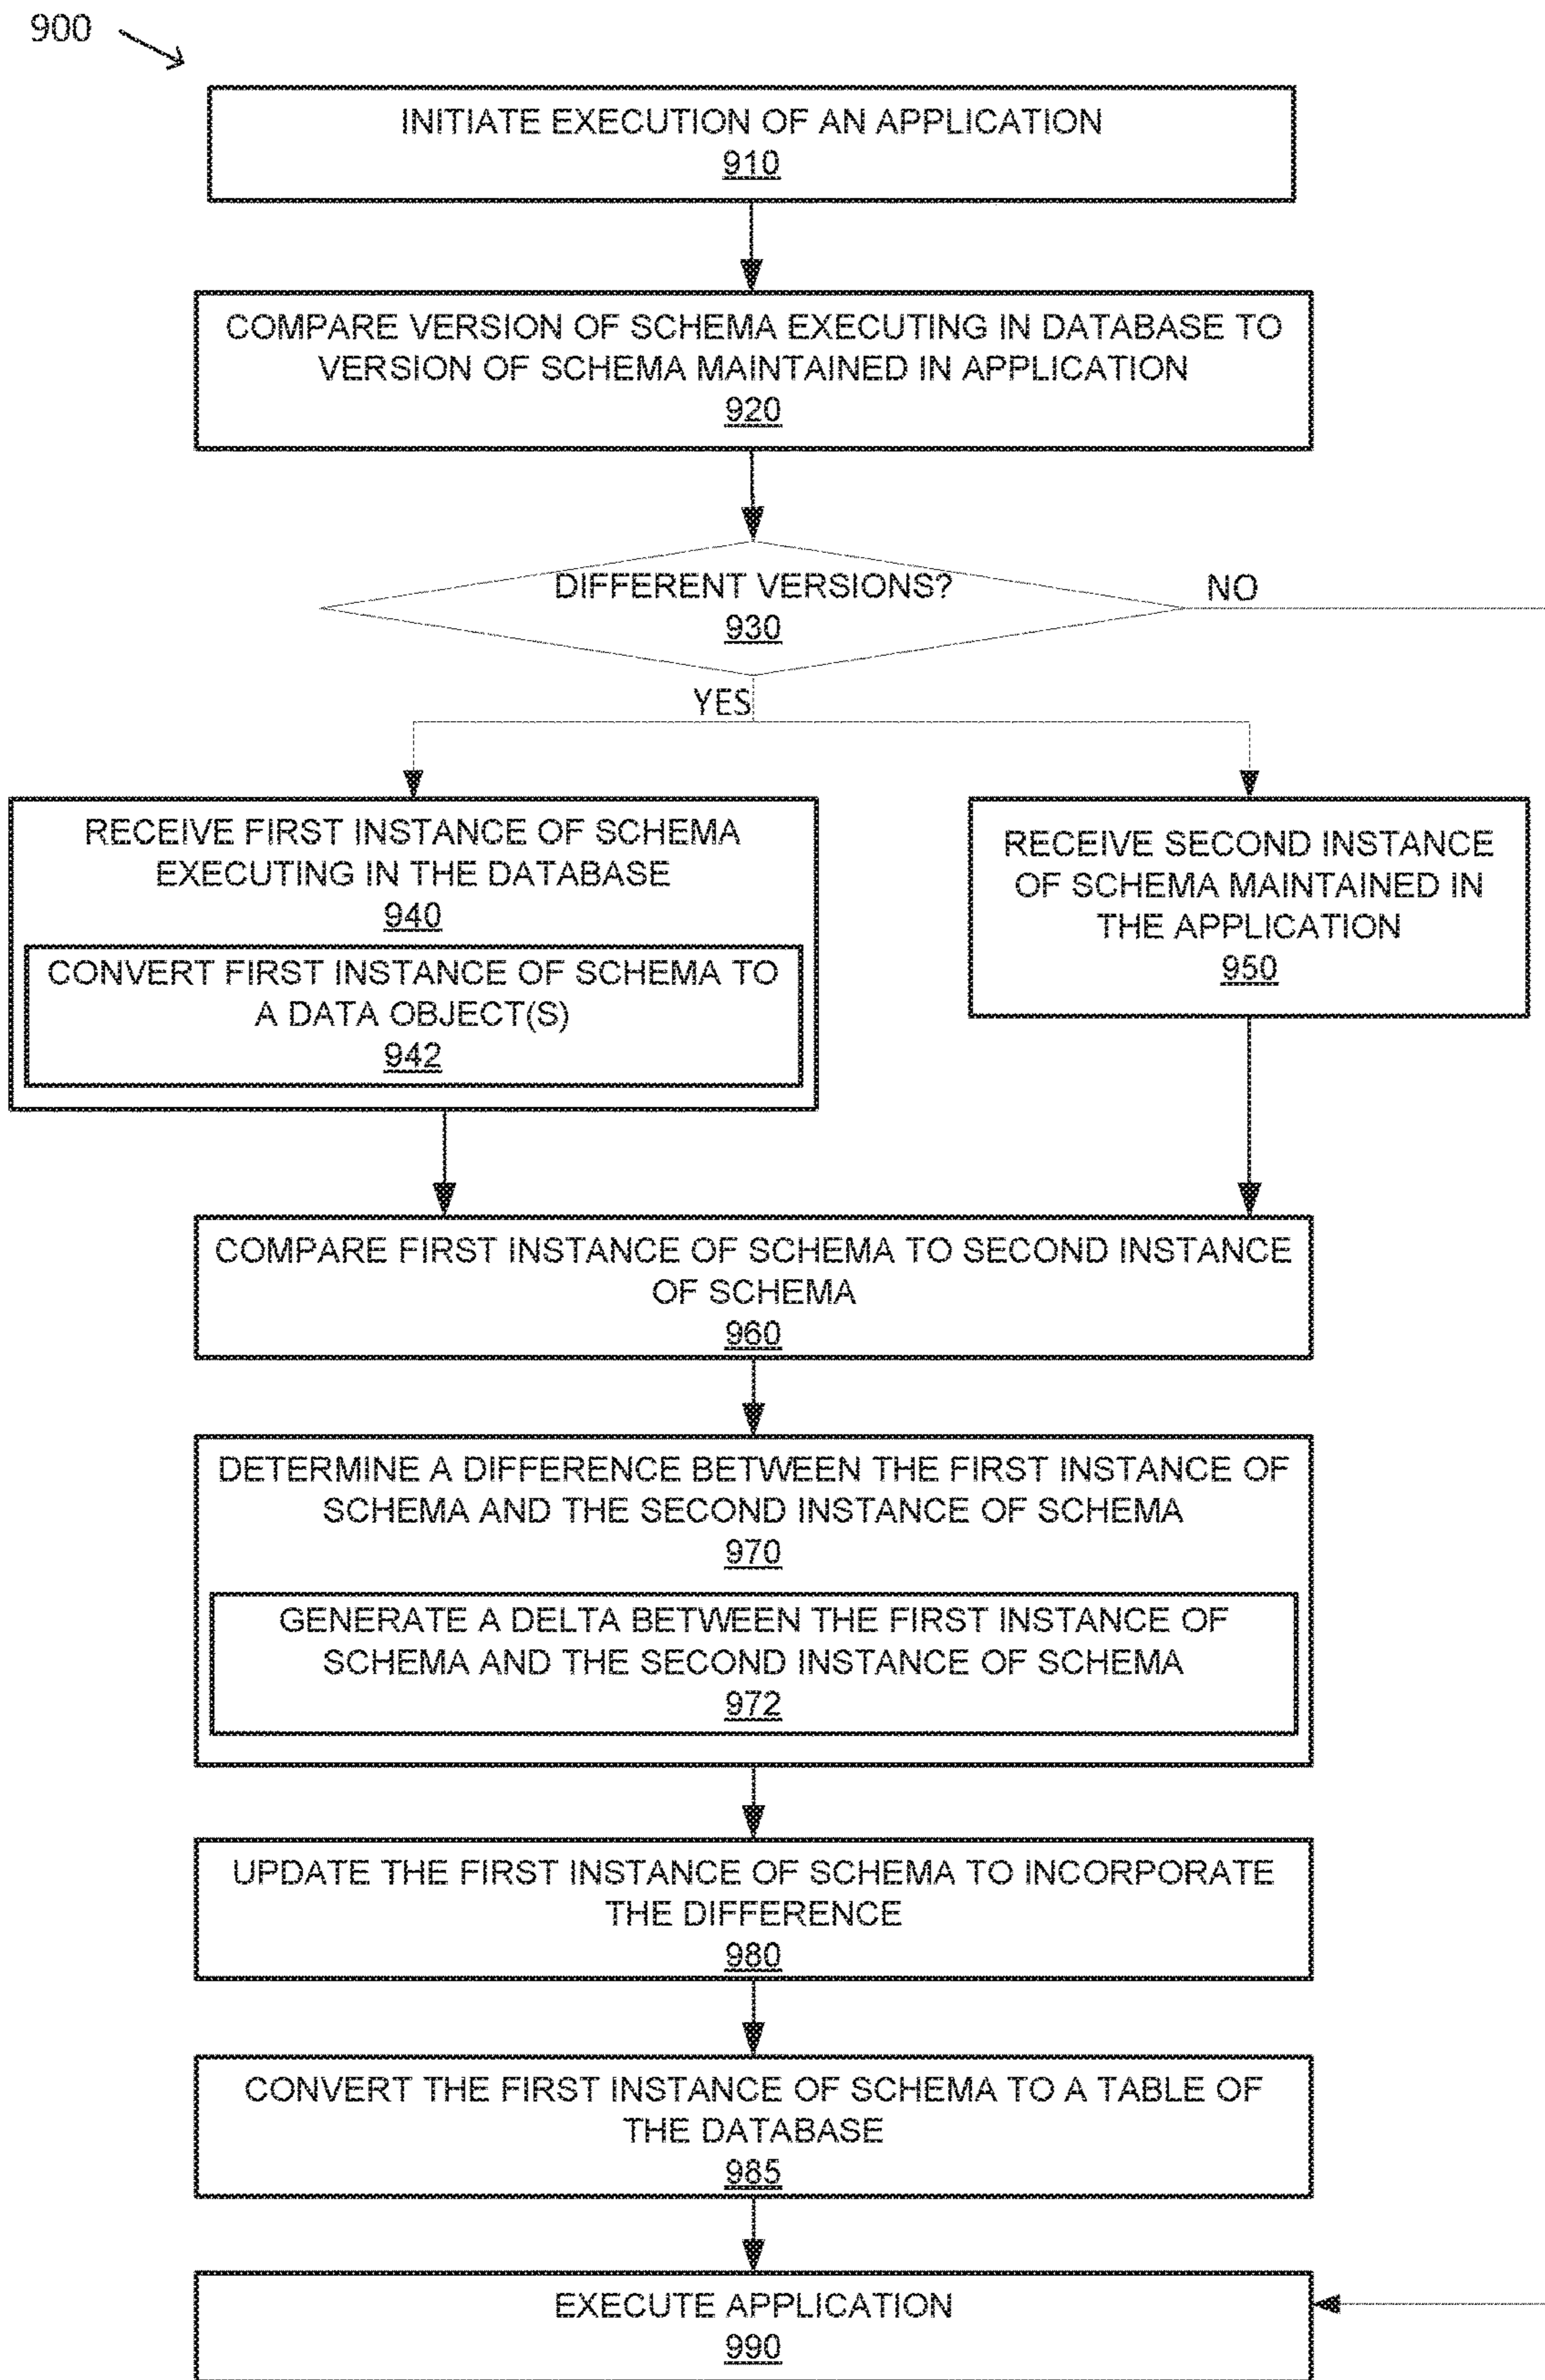 900
INITIATE EXECUTION OF AN APPLICATION
910
COMPARE VERSION OF SCHEMA EXECUTING IN DATABASE TO
VERSION OF SCHEMA MAINTAINED IN APPLICATION
920
DIFFERENT VERSIONS?
930
NO
YES
RECEIVE FIRST INSTANCE OF SCHEMA
EXECUTING IN THE DATABASE
940
CONVERT FIRST INSTANCE OF SCHEMA TO
A DATA OBJECT(S)
942
RECEIVE SECOND INSTANCE
OF SCHEMA MAINTAINED IN
THE APPLICATION
950
COMPARE FIRST INSTANCE OF SCHEMA TO SECOND INSTANCE
OF SCHEMA
960
DETERMINE A DIFFERENCE BETWEEN THE FIRST INSTANCE OF
SCHEMA AND THE SECOND INSTANCE OF SCHEMA
970
GENERATE A DELTA BETWEEN THE FIRST INSTANCE OF
SCHEMA AND THE SECOND INSTANCE OF SCHEMA
972
UPDATE THE FIRST INSTANCE OF SCHEMA TO INCORPORATE
THE DIFFERENCE
980
CONVERT THE FIRST INSTANCE OF SCHEMA TO A TABLE OF
THE DATABASE
985
EXECUTE APPLICATION
990